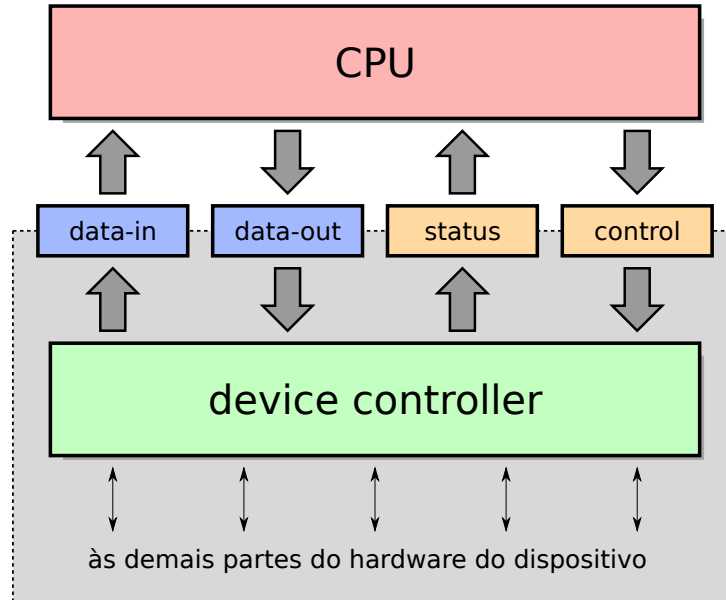 CPU
data-in data-out status control
device controller
às demais partes do hardware do dispositivo